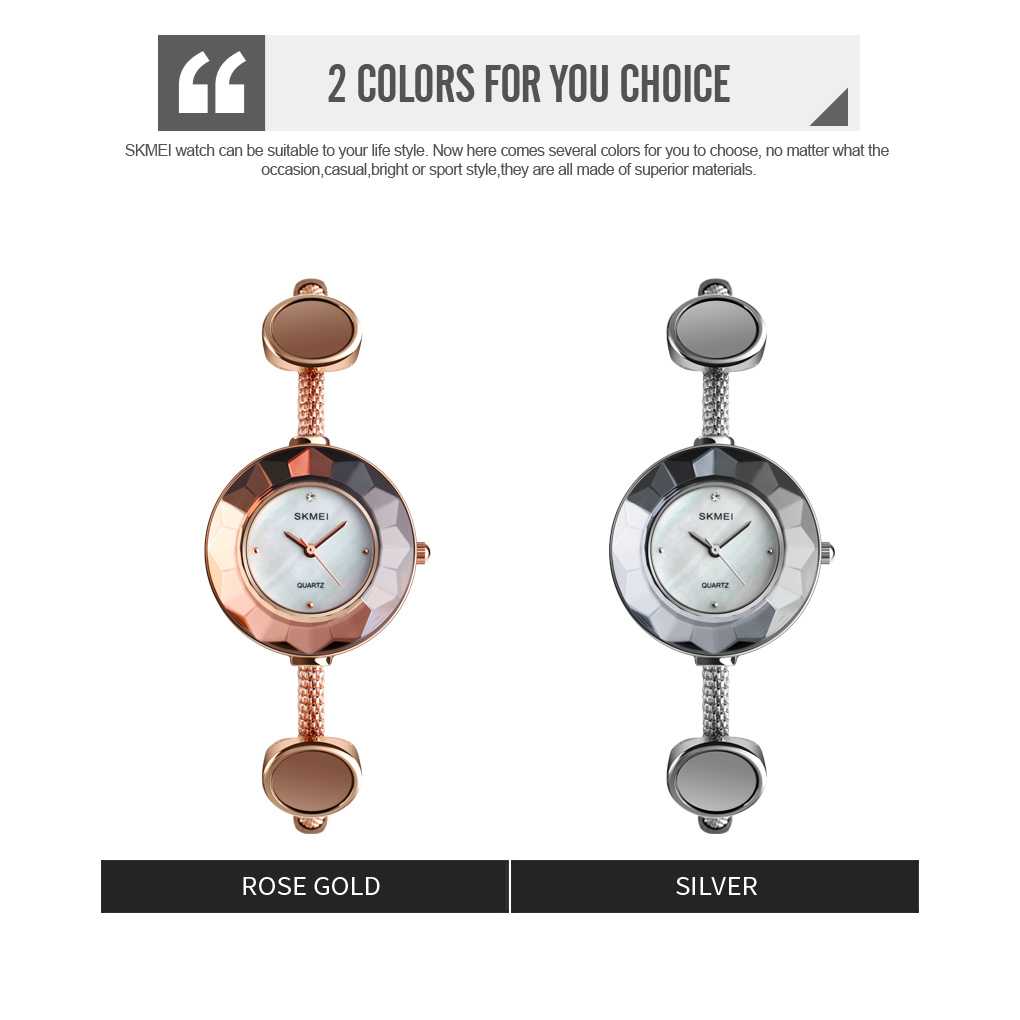 2 COLORS FOR YOU CHOICE
SKMEI watch can be suitable to your life style. Now here comes several colors for you to choose, no matter what the
occasion,casual,bright or sport style,they are all made of superior materials.
SKMEI
QUARTZ
SKMEI
QUARTZ
ROSE GOLD
SILVER